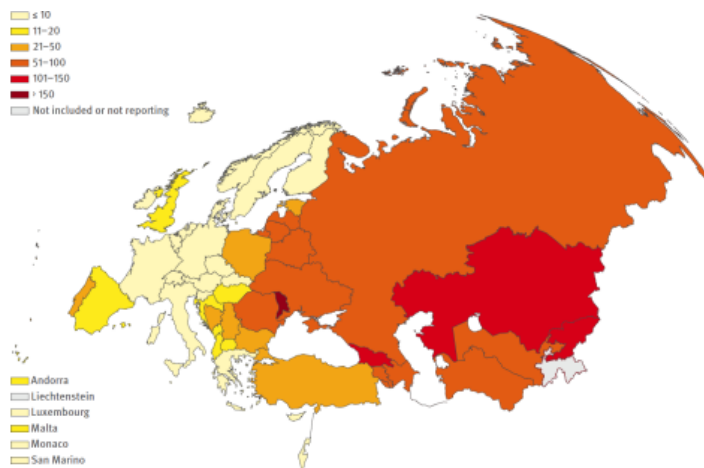 ≤ 10
11–20
21–50
51–100
101–150
> 150
Not included or not reporting
Andorra
Liechtenstein
Luxembourg
Malta
Monaco
San Marino